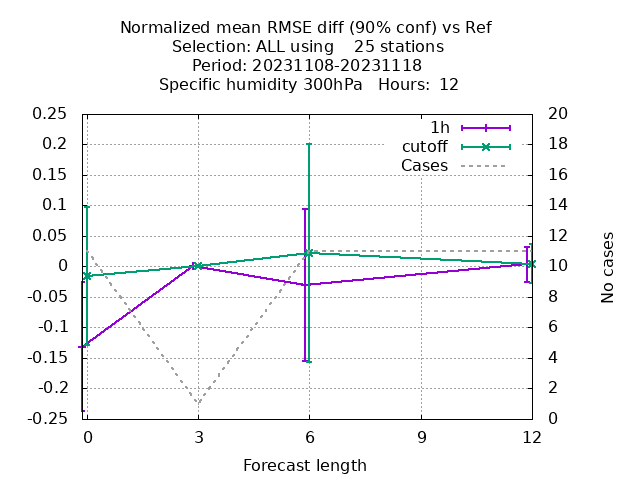 Normalized mean RMSE diff (90% conf) vs Ref
Selection: ALL using    25 stations
Period: 20231108-20231118
Specific humidity 300hPa   Hours:  12
0.25
0.2
0.15
0.1
0.05
0
-0.05
-0.1
-0.15
-0.2
-0.25
1h
cutoff
Cases
20
18
16
14
12
10
8
6
4
2
0
No cases
0 3 6 9 12
Forecast length